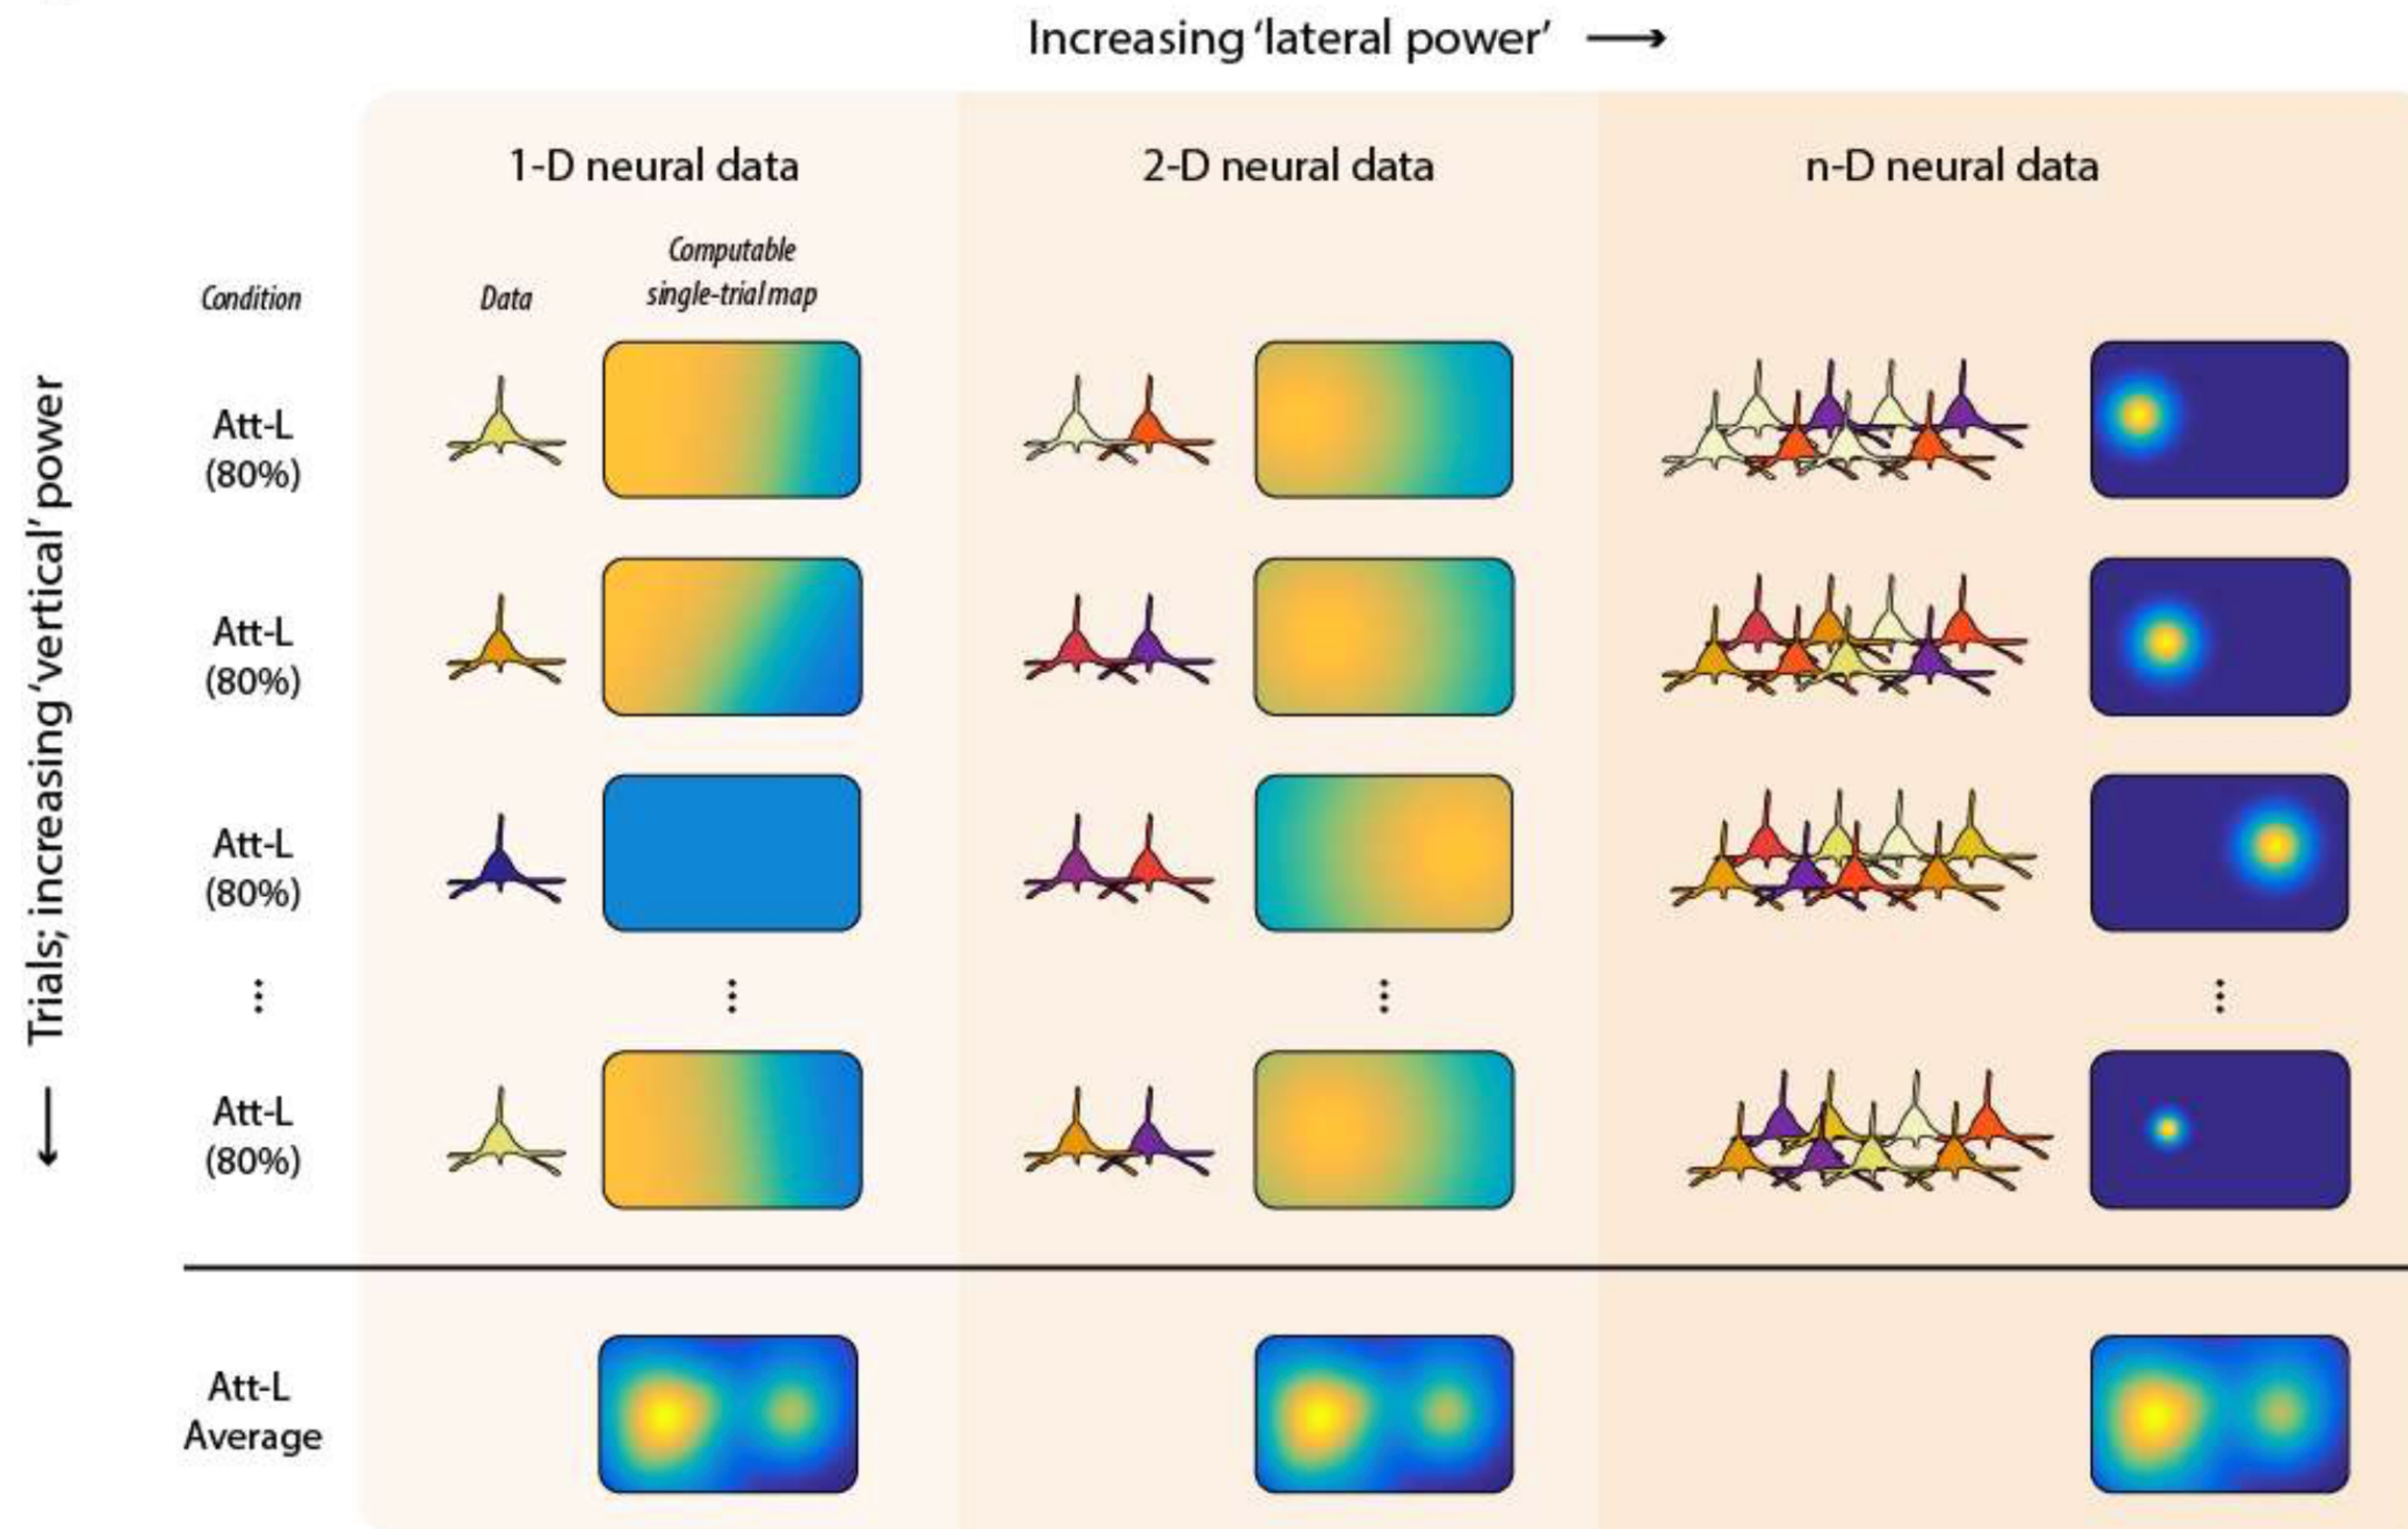 Increasing ‘lateral power’ ⟶
1-D neural data
2-D neural data
n-D neural data
Condition
Data
Computable
single-trial map
Trials; increasing ‘vertical’ power
Att-L
(80%)
Att-L
(80%)
Att-L
(80%)
⋮
⋮
⋮
⋮
Att-L
(80%)
Att-L
Average